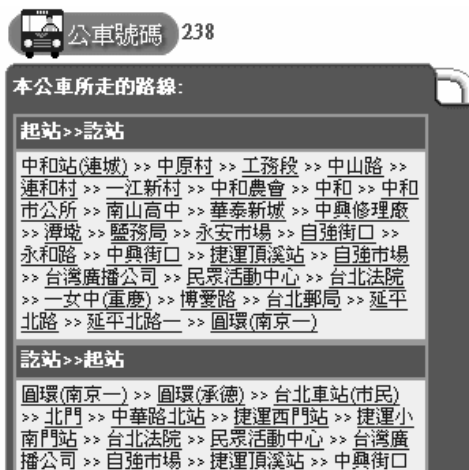 公車號碼 238
本公車所走的路線:
起站>>訖站
中和站(連城) >> 中原村 >> 工務段 >> 中山路 >>
連和村 >> 一江新村 >> 中和農會 >> 中和 >> 中和
市公所 >> 南山高中 >> 華泰新城 >> 中興修理廠
>> 潭墘 >> 鹽務局 >> 永安市場 >> 自強街口 >>
永和路 >> 中興街口 >> 捷運頂溪站 >> 自強市場
>> 台灣廣播公司 >> 民眾活動中心 >> 台北法院
>> 一女中(重慶) >> 博愛路 >> 台北郵局 >> 延平
北路 >> 延平北路一 >> 圓環(南京一)
訖站>>起站
圓環(南京一) >> 圓環(承德) >> 台北車站(市民)
>> 北門 >> 中華路北站 >> 捷運西門站 >> 捷運小
南門站 >> 台北法院 >> 民眾活動中心 >> 台灣廣
播公司 >> 自強市場 >> 捷運頂溪站 >> 中興街口